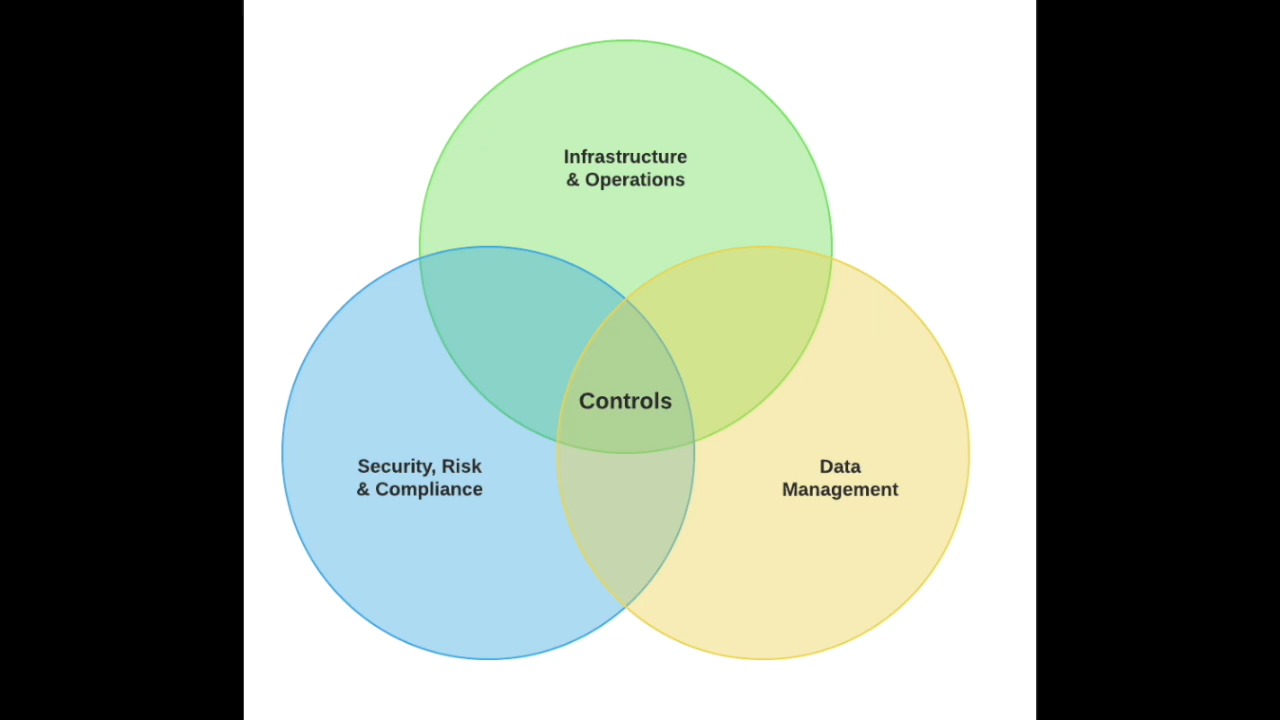 Infrastructure
& Operations
Controls
Security, Risk
& Compliance
Data
Management